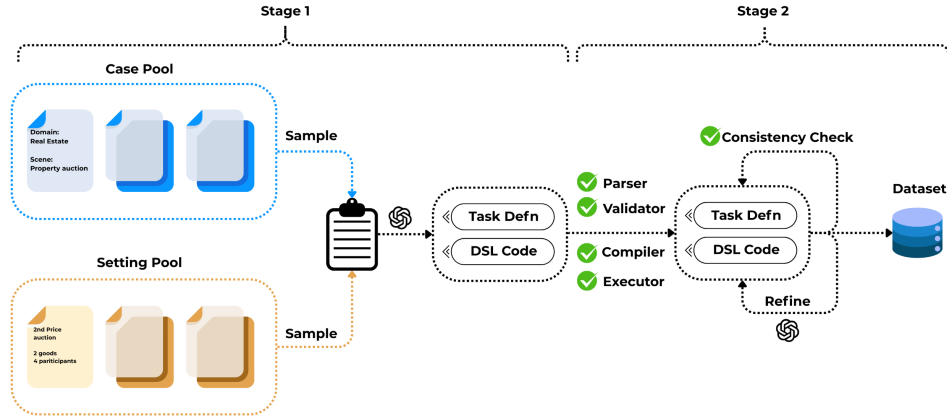 Stage 1
Stage 2
Case Pool
Domain:
Real Estate
Scene:
Property auction
Sample
Setting Pool
2nd Price
auction
2 goods
4 pariticipants
Sample
Task Defn
DSL Code
Parser
Validator
Compiler
Executor
Consistency Check
Task Defn
DSL Code
Refine
Dataset